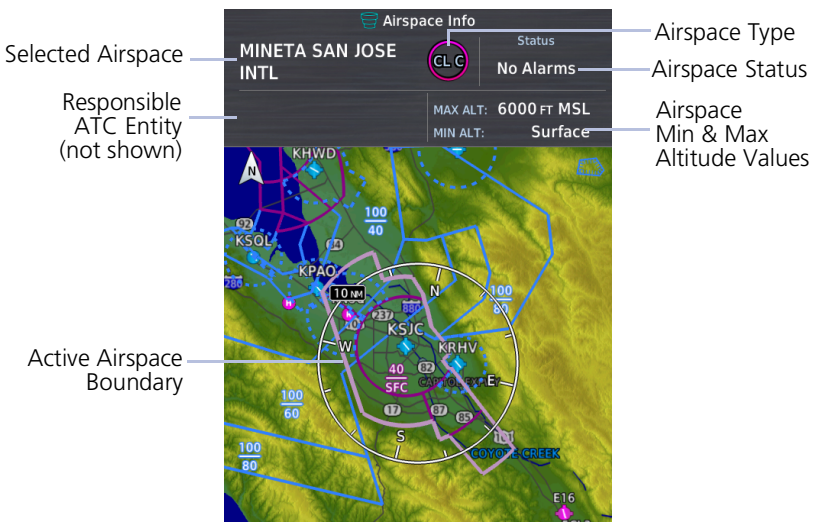 Airspace Info
Selected Airspace
MINETA SAN JOSE
INTL
CL C
Status
No Alarms
Airspace Type
Airspace Status
Responsible
ATC Entity
(not shown)
MAX ALT: 6000 FT MSL
MIN ALT: Surface
Airspace
Min & Max
Altitude Values
N
KHWD
92
KSQL
100
40
84
KPAO
280
10 NM
N
100
80
H
H
237
880
KSJC
KRHV
W
40
SFC
82
E
Active Airspace
Boundary
100
60
17
87
85
S
101
100
80
COYOTE CREEK
E16